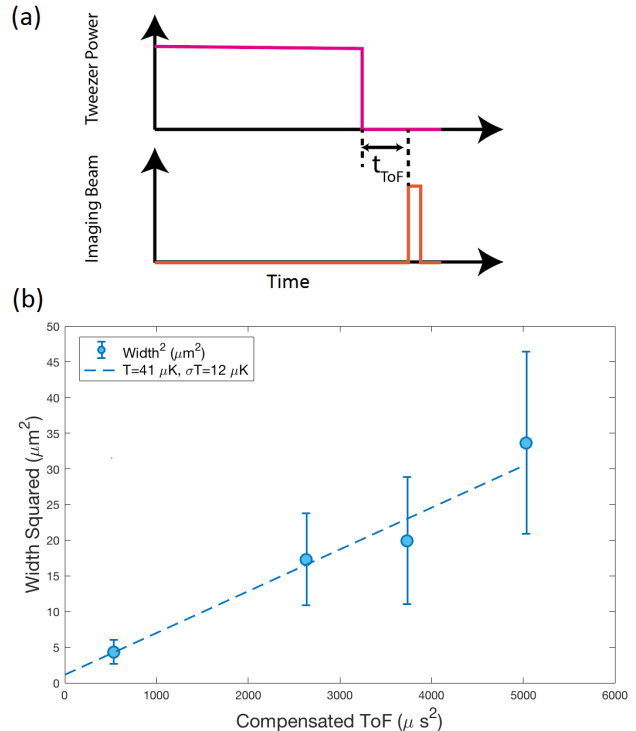 (a)
Tweezer Power
t_ToF
Imaging Beam
Time
(b)
50
45
40
35
30
25
20
15
10
5
0
Width Squared (μm²)
Width² (μm²)
T=41 μK, σT=12 μK
0 1000 2000 3000 4000 5000 6000
Compensated ToF (μ s²)